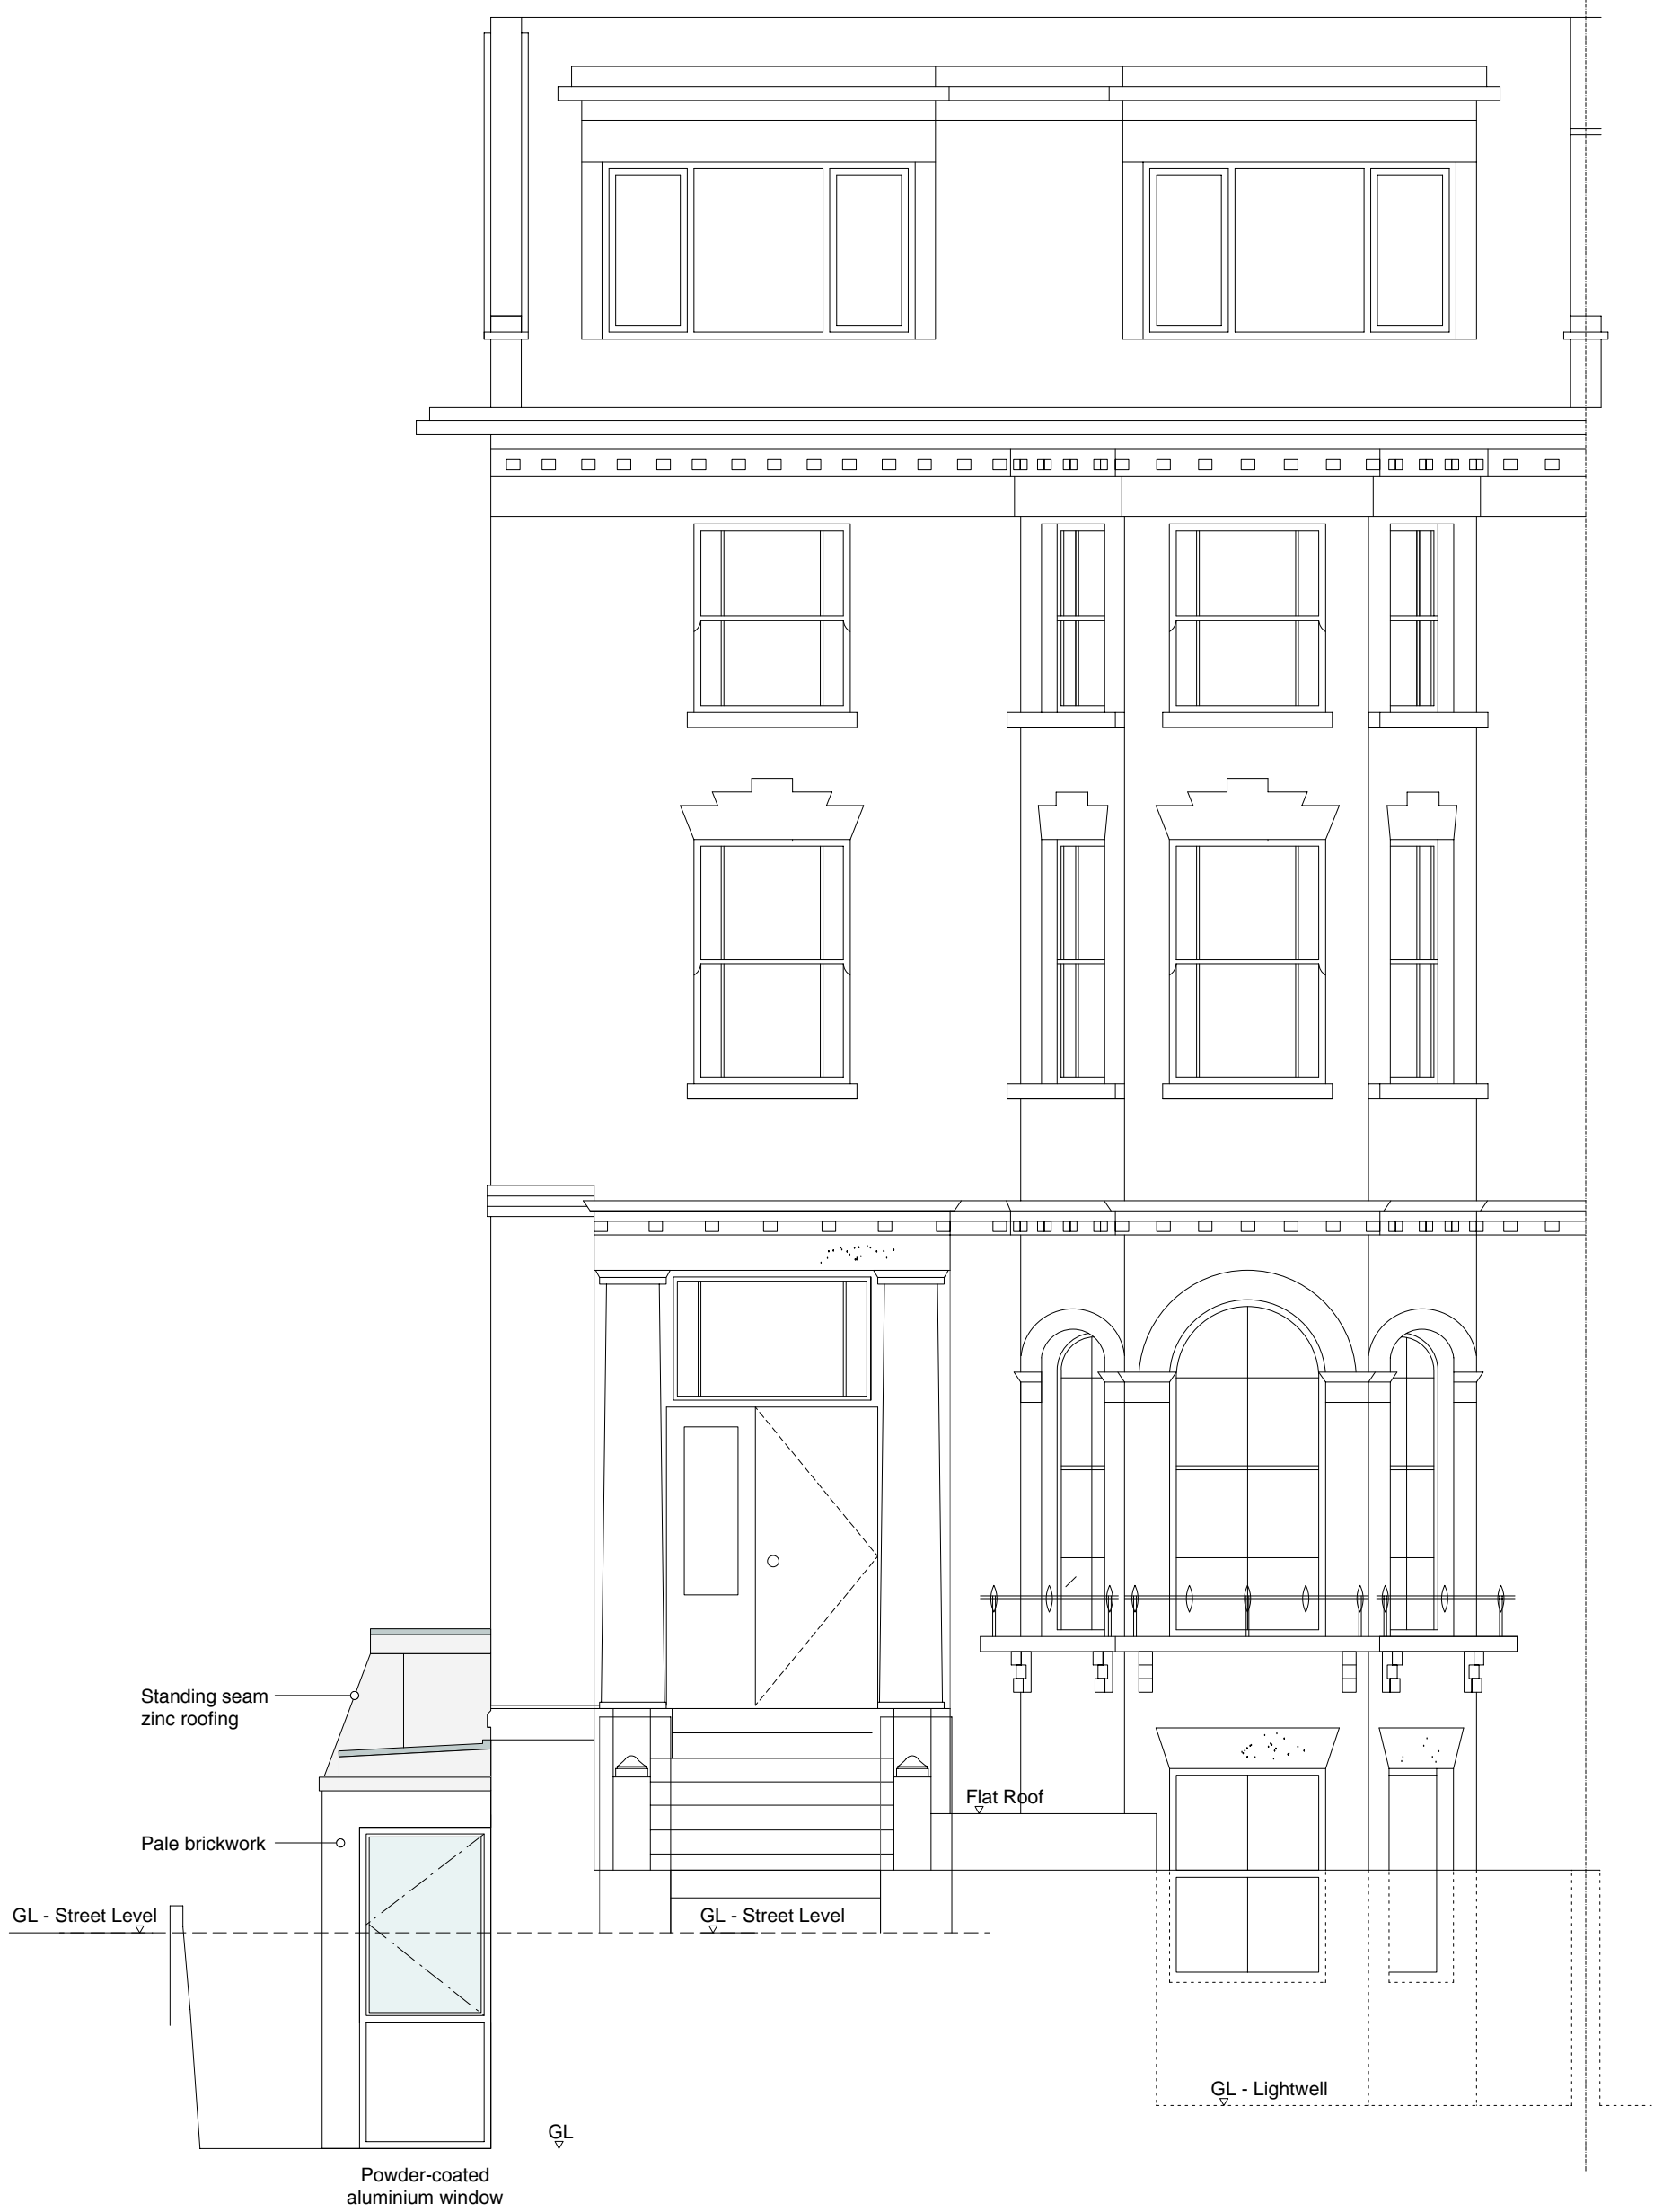 Standing seam
zinc roofing
Flat Roof
Pale brickwork
GL - Street Level
GL - Street Level
GL - Lightwell
GL
Powder-coated
aluminium window